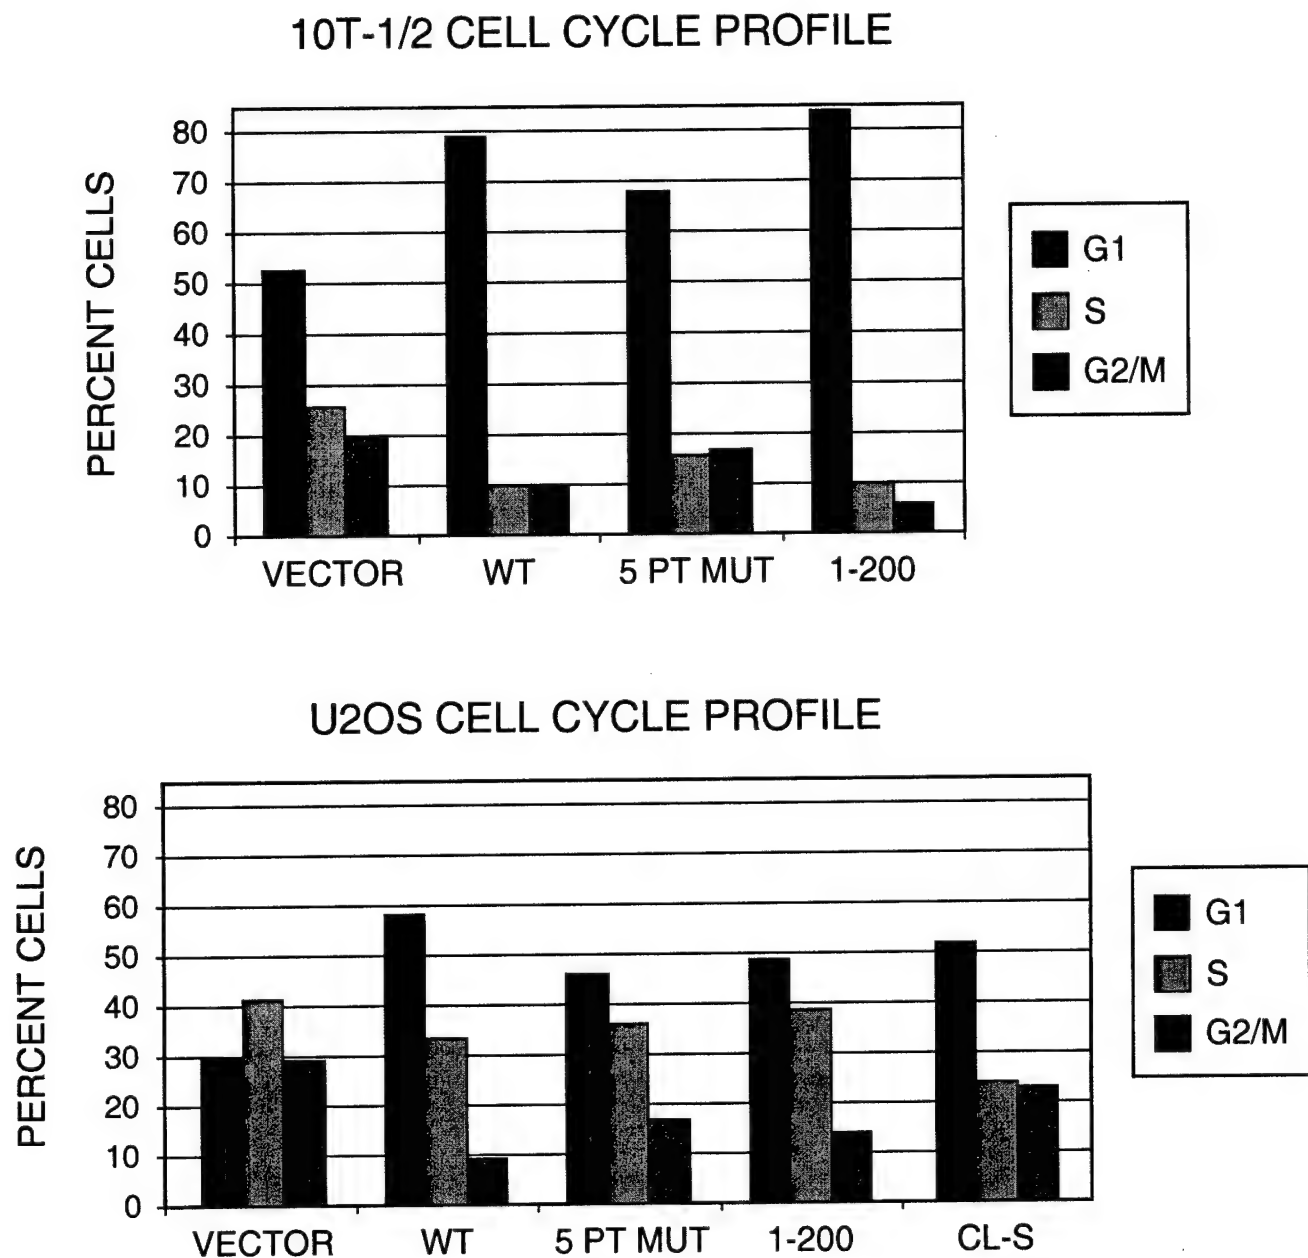 10T-1/2 CELL CYCLE PROFILE
PERCENT CELLS
80
70
60
50
40
30
20
10
0
VECTOR WT 5 PT MUT 1-200
G1
S
G2/M
U2OS CELL CYCLE PROFILE
PERCENT CELLS
80
70
60
50
40
30
20
10
0
VECTOR WT 5 PT MUT 1-200 CL-S
G1
S
G2/M